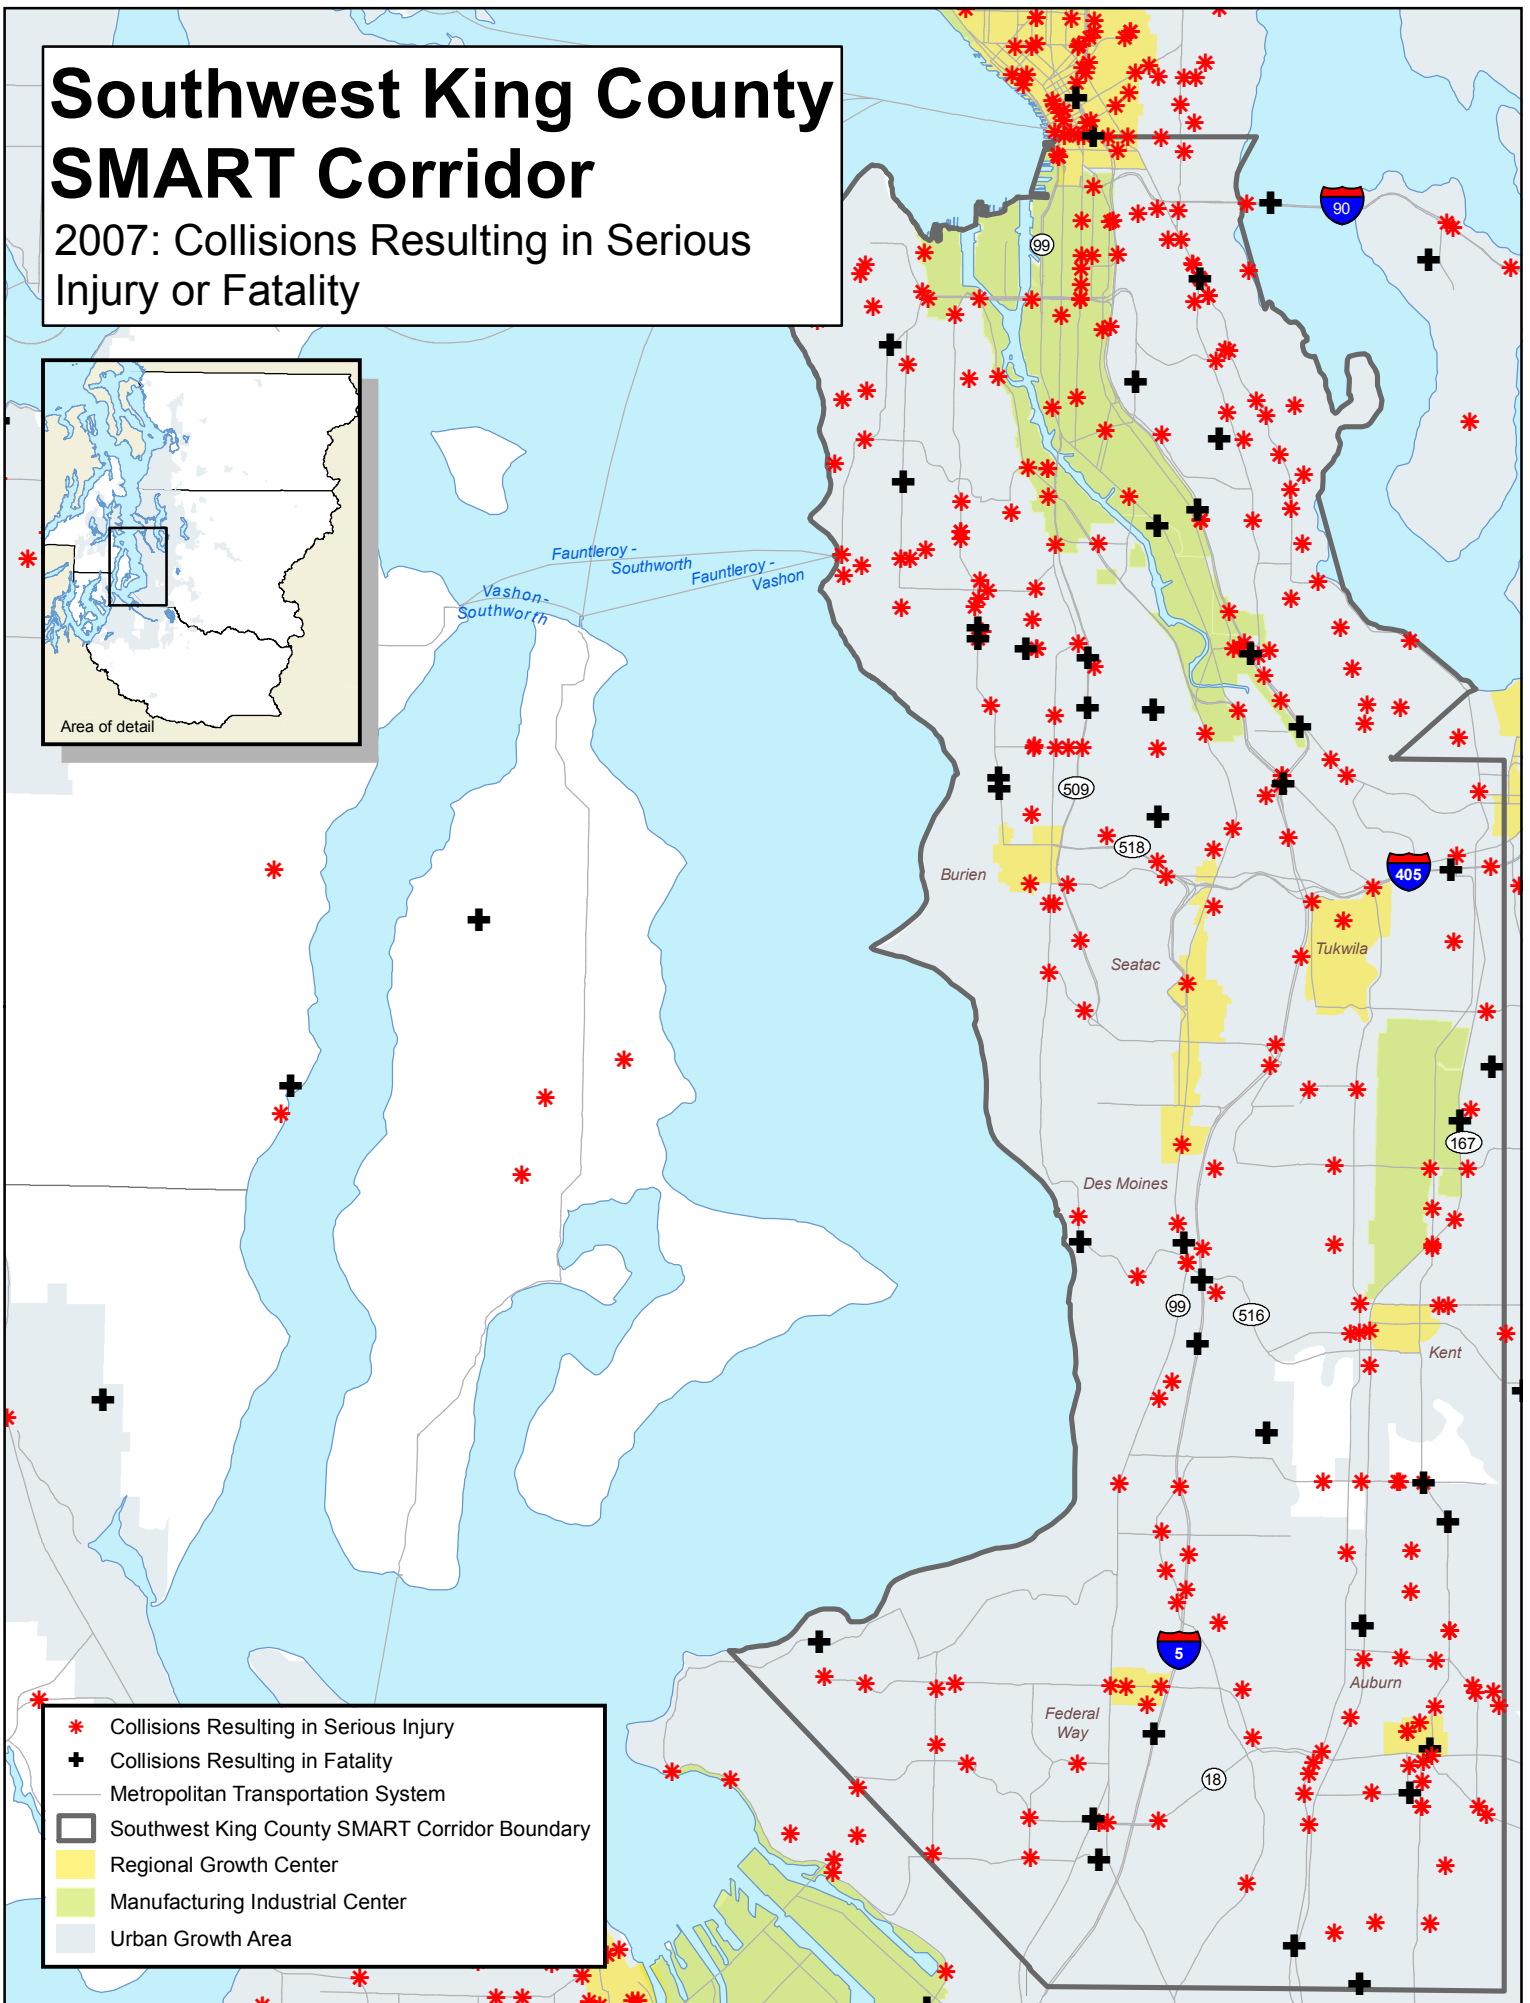 Southwest King County
SMART Corridor
2007: Collisions Resulting in Serious
Injury or Fatality
90
99
Area of detail
Fauntleroy -
Southworth
Fauntleroy -
Vashon
Vashon-
Southworth
509
518
Burien
405
Tukwila
Seatac
167
Des Moines
99
516
Kent
5
Auburn
Federal
Way
18
Collisions Resulting in Serious Injury
Collisions Resulting in Fatality
Metropolitan Transportation System
Southwest King County SMART Corridor Boundary
Regional Growth Center
Manufacturing Industrial Center
Urban Growth Area